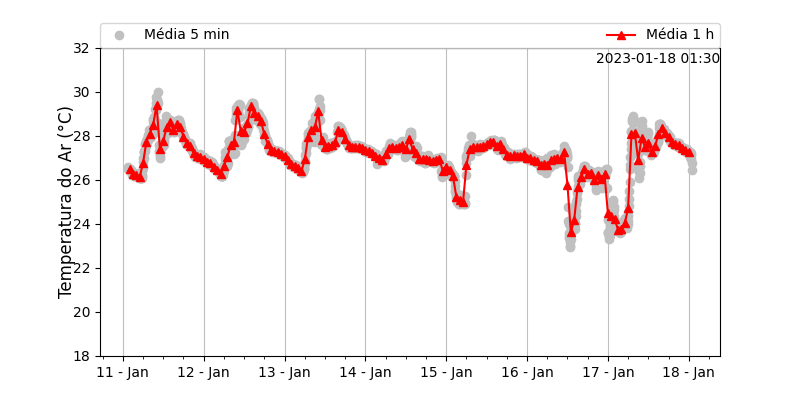 Média 5 min
Média 1 h
2023-01-18 01:30
Temperatura do Ar (°C)
32
30
28
26
24
22
20
18
11 - Jan
12 - Jan
13 - Jan
14 - Jan
15 - Jan
16 - Jan
17 - Jan
18 - Jan